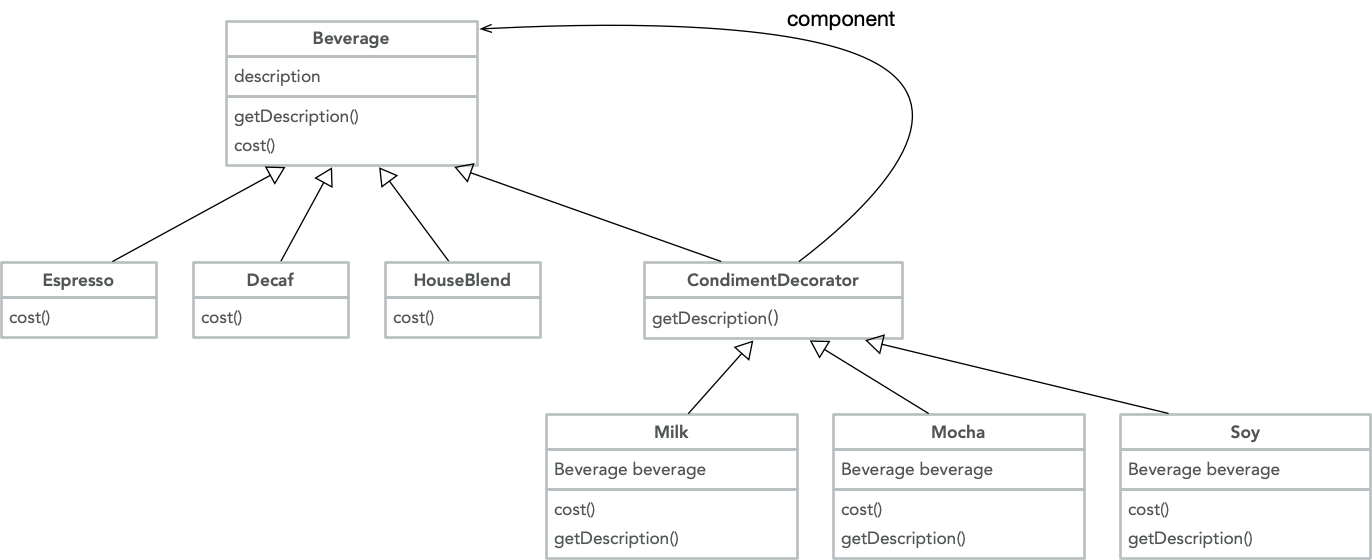 component
Beverage
description
getDescription()
cost()
Espresso
cost()
Decaf
cost()
HouseBlend
cost()
CondimentDecorator
getDescription()
Milk
Beverage beverage
cost()
getDescription()
Mocha
Beverage beverage
cost()
getDescription()
Soy
Beverage beverage
cost()
getDescription()